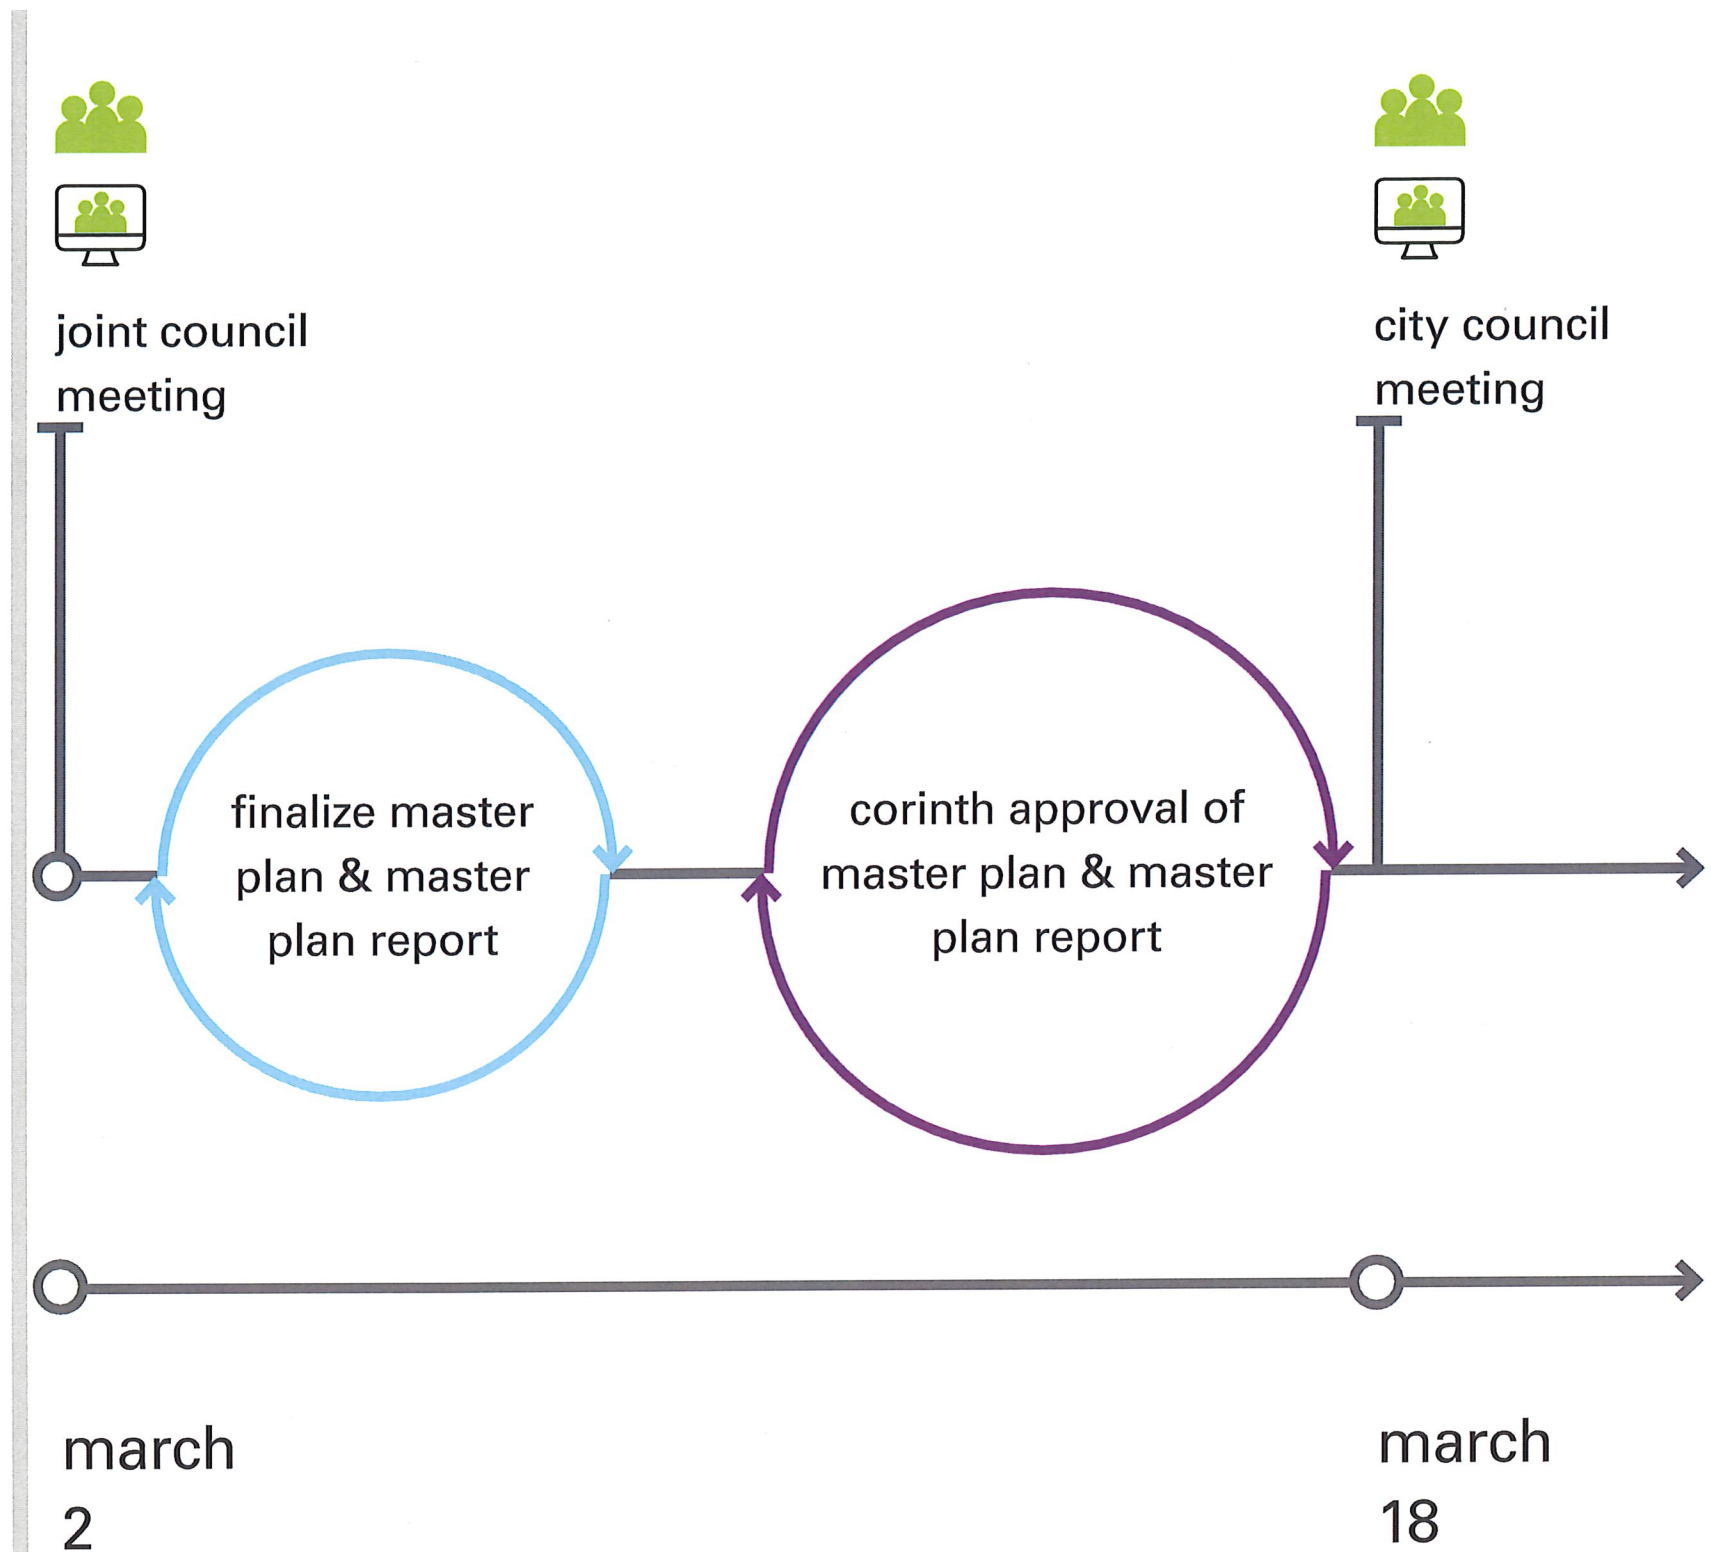 joint council
meeting
city council
meeting
finalize master
plan & master
plan report
corinth approval of
master plan & master
plan report
march
2
march
18